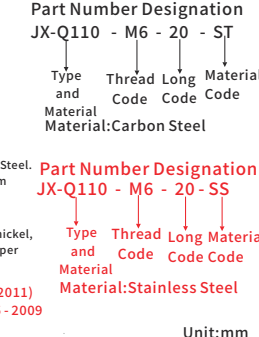 Part Number Designation
JX-Q110 - M6 - 20 - ST
Type and Material
Thread Code
Long Code
Material Code
Material:Carbon Steel
Steel.
Part Number Designation
JX-Q110 - M6 - 20 - SS
Type and Material
Thread Code
Long Code
Material Code
Material:Stainless Steel
m
nickel,
per
2011)
- 2009
Unit:mm